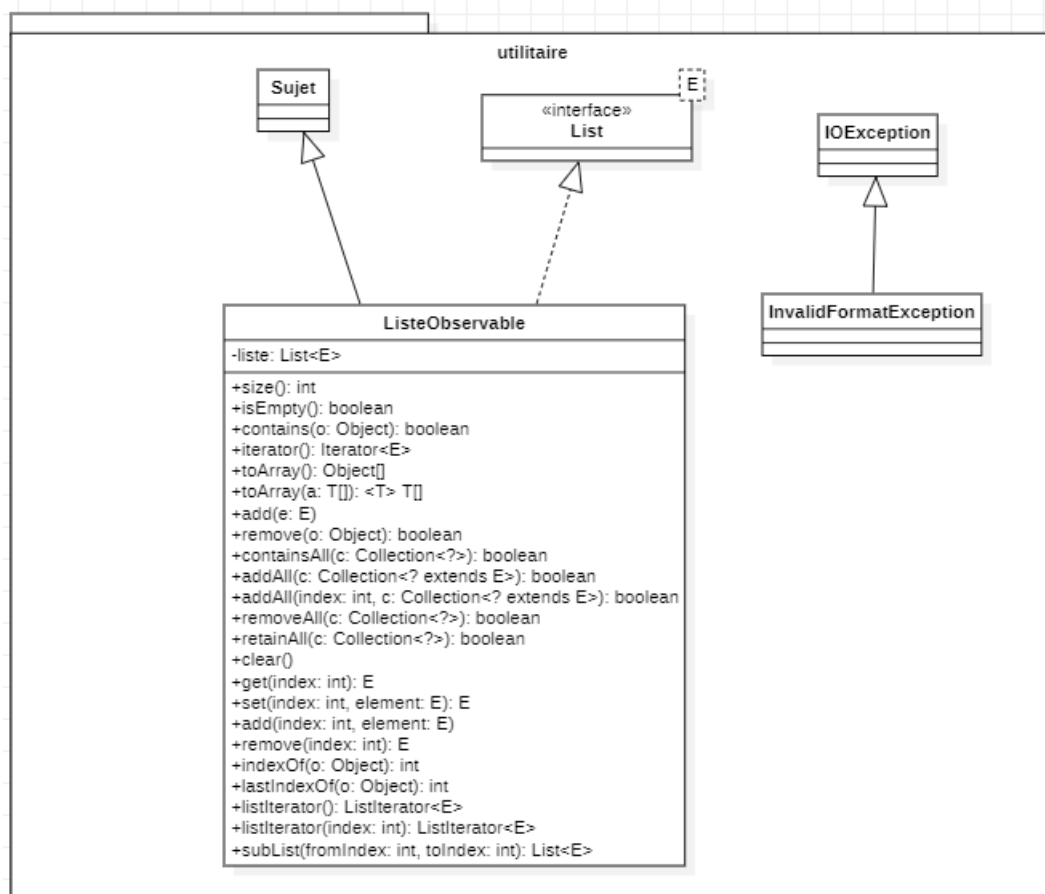 utilitaire
Sujet
E
«interface»
List
IOException
InvalidFormatException
ListeObservable
-liste: List<E>
+size(): int
+isEmpty(): boolean
+contains(o: Object): boolean
+iterator(): Iterator<E>
+toArray(): Object[]
+toArray(a: T[]): <T> T[]
+add(e: E)
+remove(o: Object): boolean
+containsAll(c: Collection<?>): boolean
+addAll(c: Collection<? extends E>): boolean
+addAll(index: int, c: Collection<? extends E>): boolean
+removeAll(c: Collection<?>): boolean
+retainAll(c: Collection<?>): boolean
+clear()
+get(index: int): E
+set(index: int, element: E): E
+add(index: int, element: E)
+remove(index: int): E
+indexOf(o: Object): int
+lastIndexOf(o: Object): int
+listIterator(): ListIterator<E>
+listIterator(index: int): ListIterator<E>
+subList(fromIndex: int, toIndex: int): List<E>